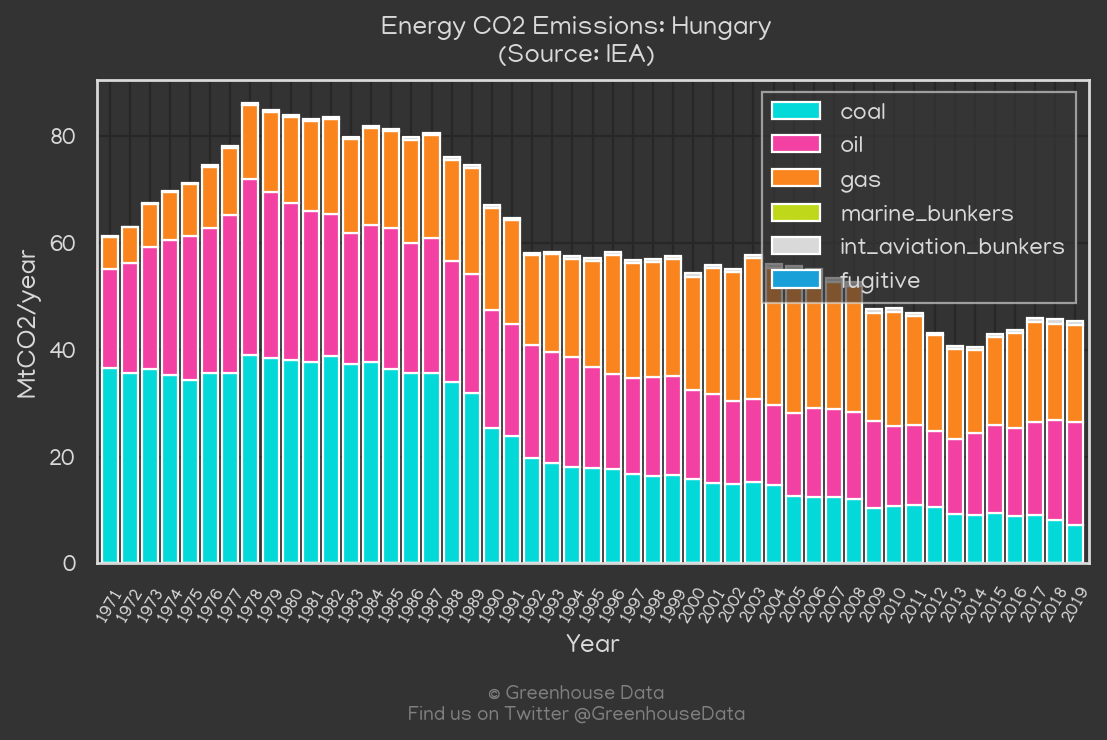 Energy CO2 Emissions: Hungary
(Source: IEA)
coal
oil
gas
marine_bunkers
int_aviation_bunkers
fugitive
MtCO2/year
80
60
40
20
0
1971 1972 1973 1974 1975 1976 1977 1978 1979 1980 1981 1982 1983 1984 1985 1986 1987 1988 1989 1990 1991 1992 1993 1994 1995 1996 1997 1998 1999 2000 2001 2002 2003 2004 2005 2006 2007 2008 2009 2010 2011 2012 2013 2014 2015 2016 2017 2018 2019
Year
© Greenhouse Data
Find us on Twitter @GreenhouseData